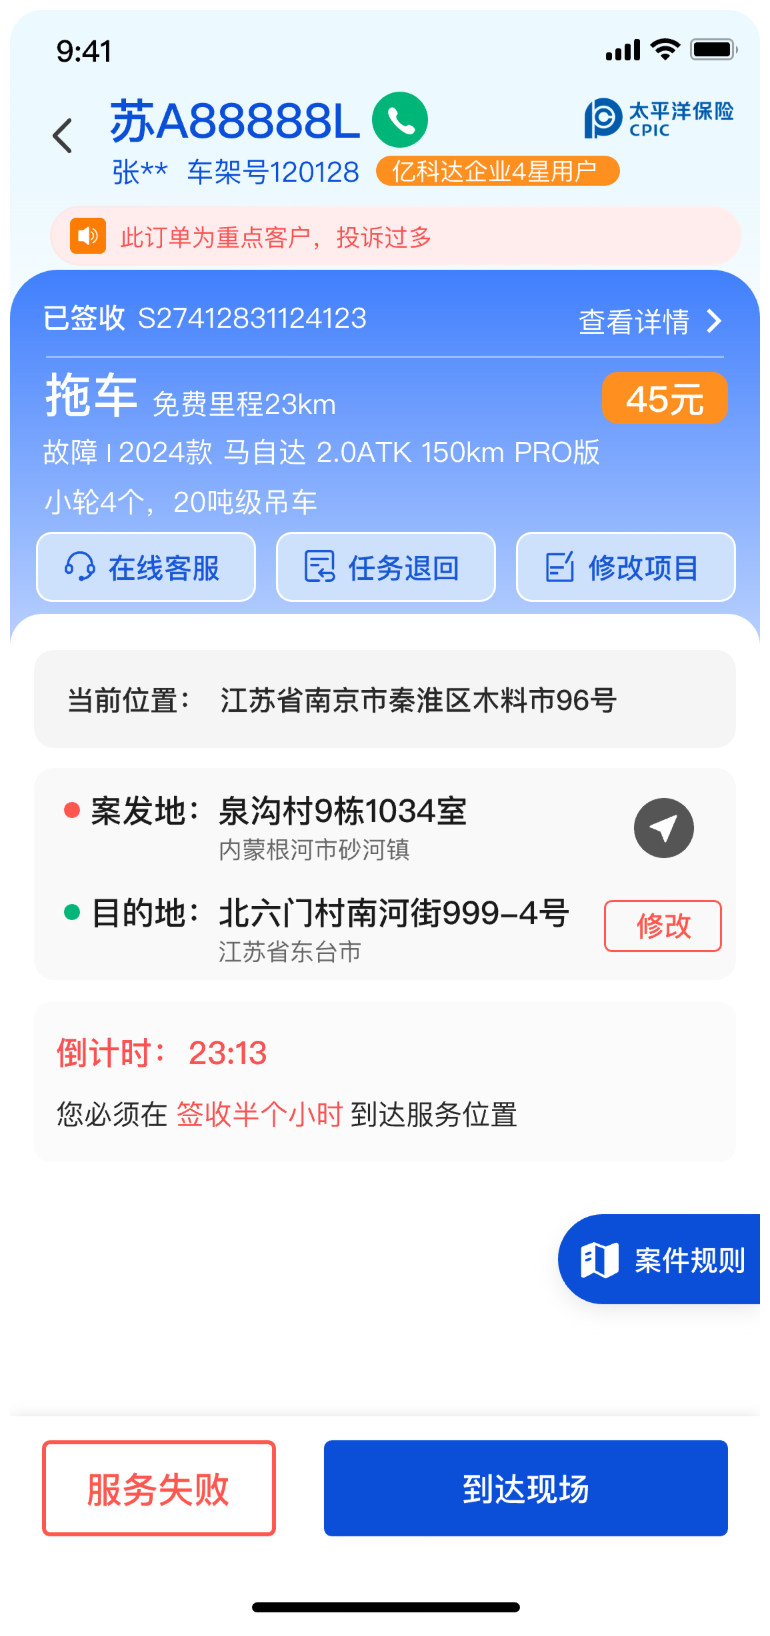 9:41
苏A88888L
太平洋保险
CPIC
张** 车架号120128 亿科达企业4星用户
此订单为重点客户，投诉过多
已签收 S27412831124123 查看详情
拖车 免费里程23km 45元
故障 | 2024款 马自达 2.0ATK 150km PRO版
小轮4个，20吨级吊车
在线客服 任务退回 修改项目
当前位置： 江苏省南京市秦淮区木料市96号
案发地：泉沟村9栋1034室
内蒙根河市砂河镇
目的地：北六门村南河街999–4号
江苏省东台市
修改
倒计时： 23:13
您必须在 签收半个小时 到达服务位置
案件规则
服务失败 到达现场